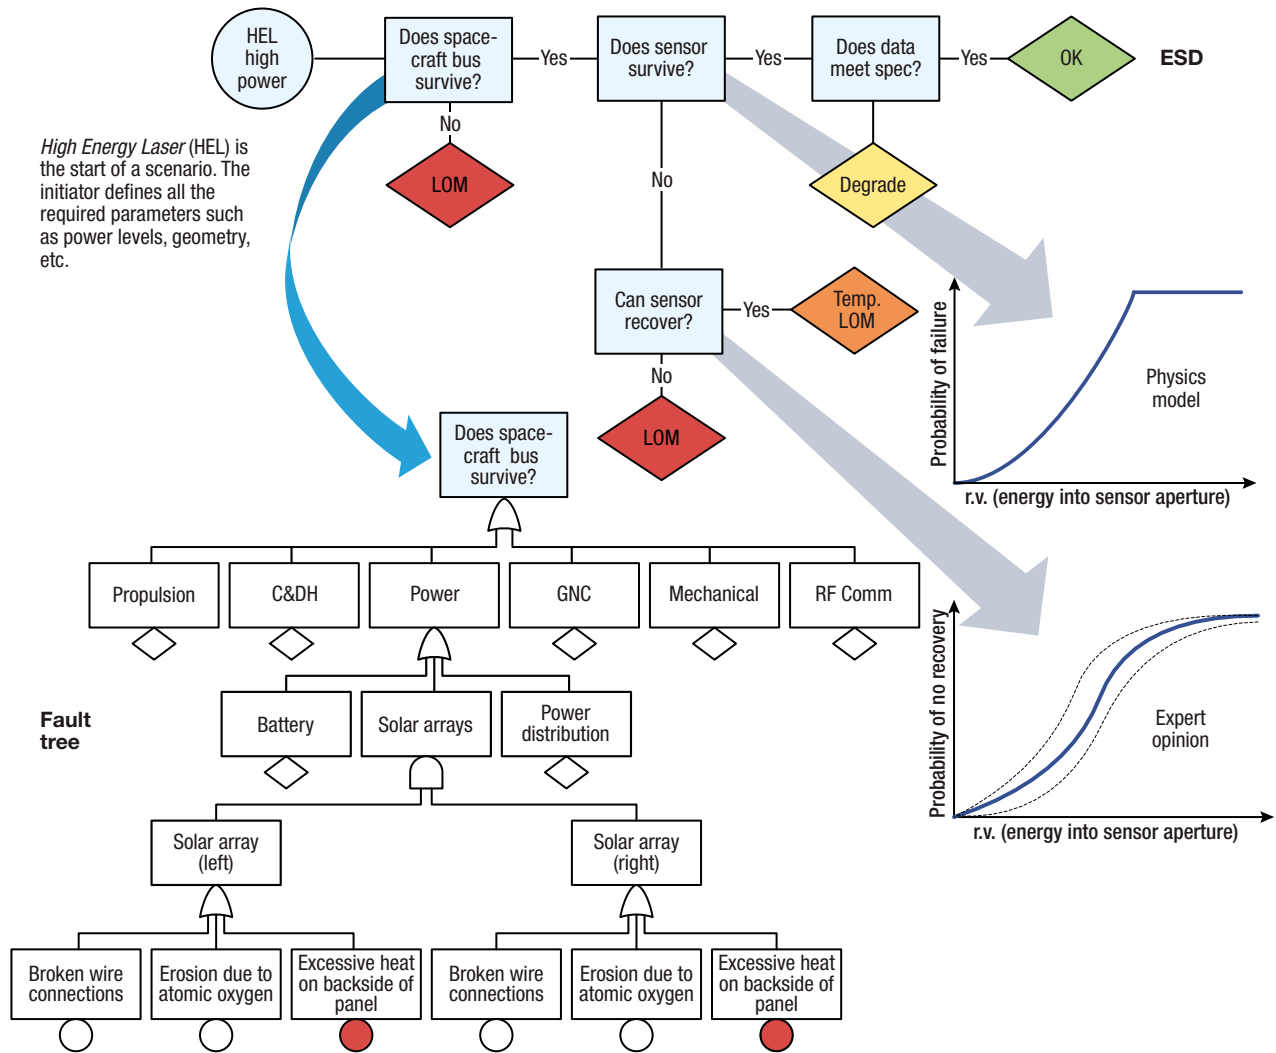 HEL
high
power
Does space-
craft bus
survive?
Yes
Does sensor
survive?
Yes
Does data
meet spec?
Yes
OK
ESD
No
LOM
High Energy Laser (HEL) is
the start of a scenario. The
initiator defines all the
required parameters such
as power levels, geometry,
etc.
No
Degrade
Can sensor
recover?
Yes
Temp.
LOM
No
LOM
Probability of failure
Physics
model
r.v. (energy into sensor aperture)
Does space-
craft bus
survive?
Propulsion
C&DH
Power
GNC
Mechanical
RF Comm
Probability of no recovery
Expert
opinion
r.v. (energy into sensor aperture)
Fault
tree
Battery
Solar arrays
Power
distribution
Solar array
(left)
Solar array
(right)
Broken wire
connections
Erosion due to
atomic oxygen
Excessive heat
on backside of
panel
Broken wire
connections
Erosion due to
atomic oxygen
Excessive heat
on backside of
panel